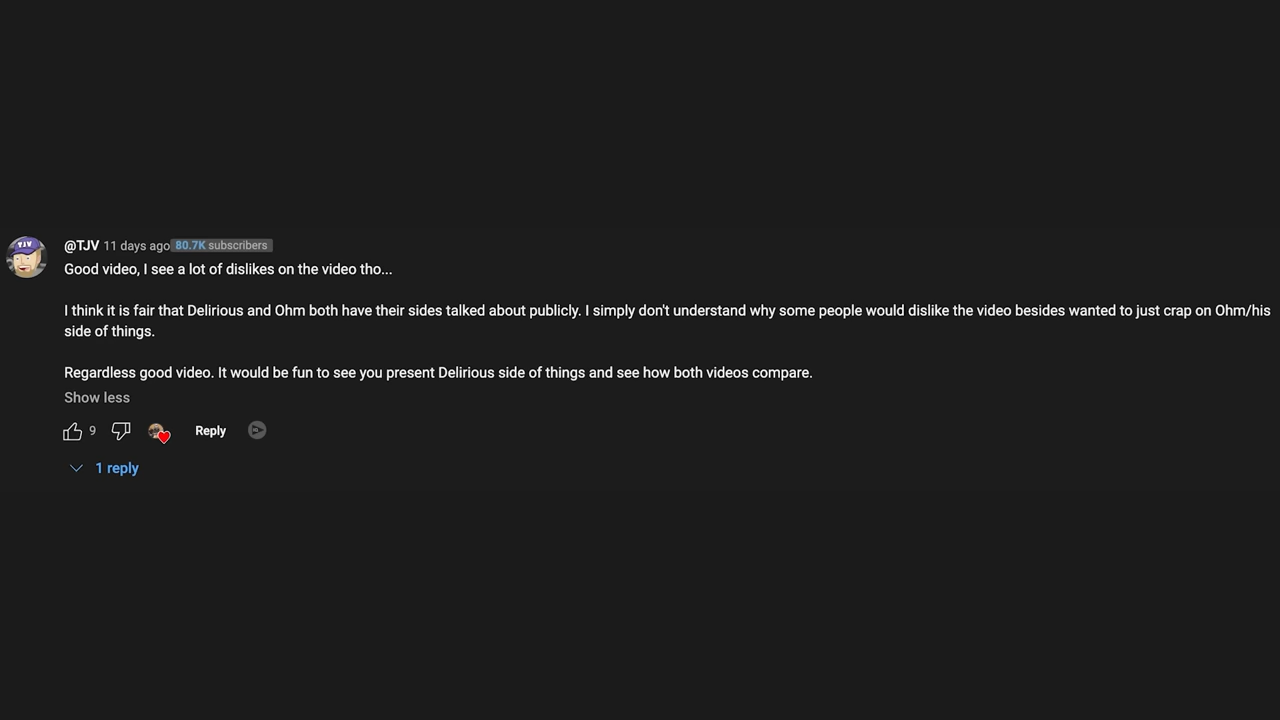 @TJV 11 days ago 80.7K subscribers
Good video, I see a lot of dislikes on the video tho...
I think it is fair that Delirious and Ohm both have their sides talked about publicly. I simply don't understand why some people would dislike the video besides wanted to just crap on Ohm/his
side of things.
Regardless good video. It would be fun to see you present Delirious side of things and see how both videos compare.
Show less
9 Reply
1 reply